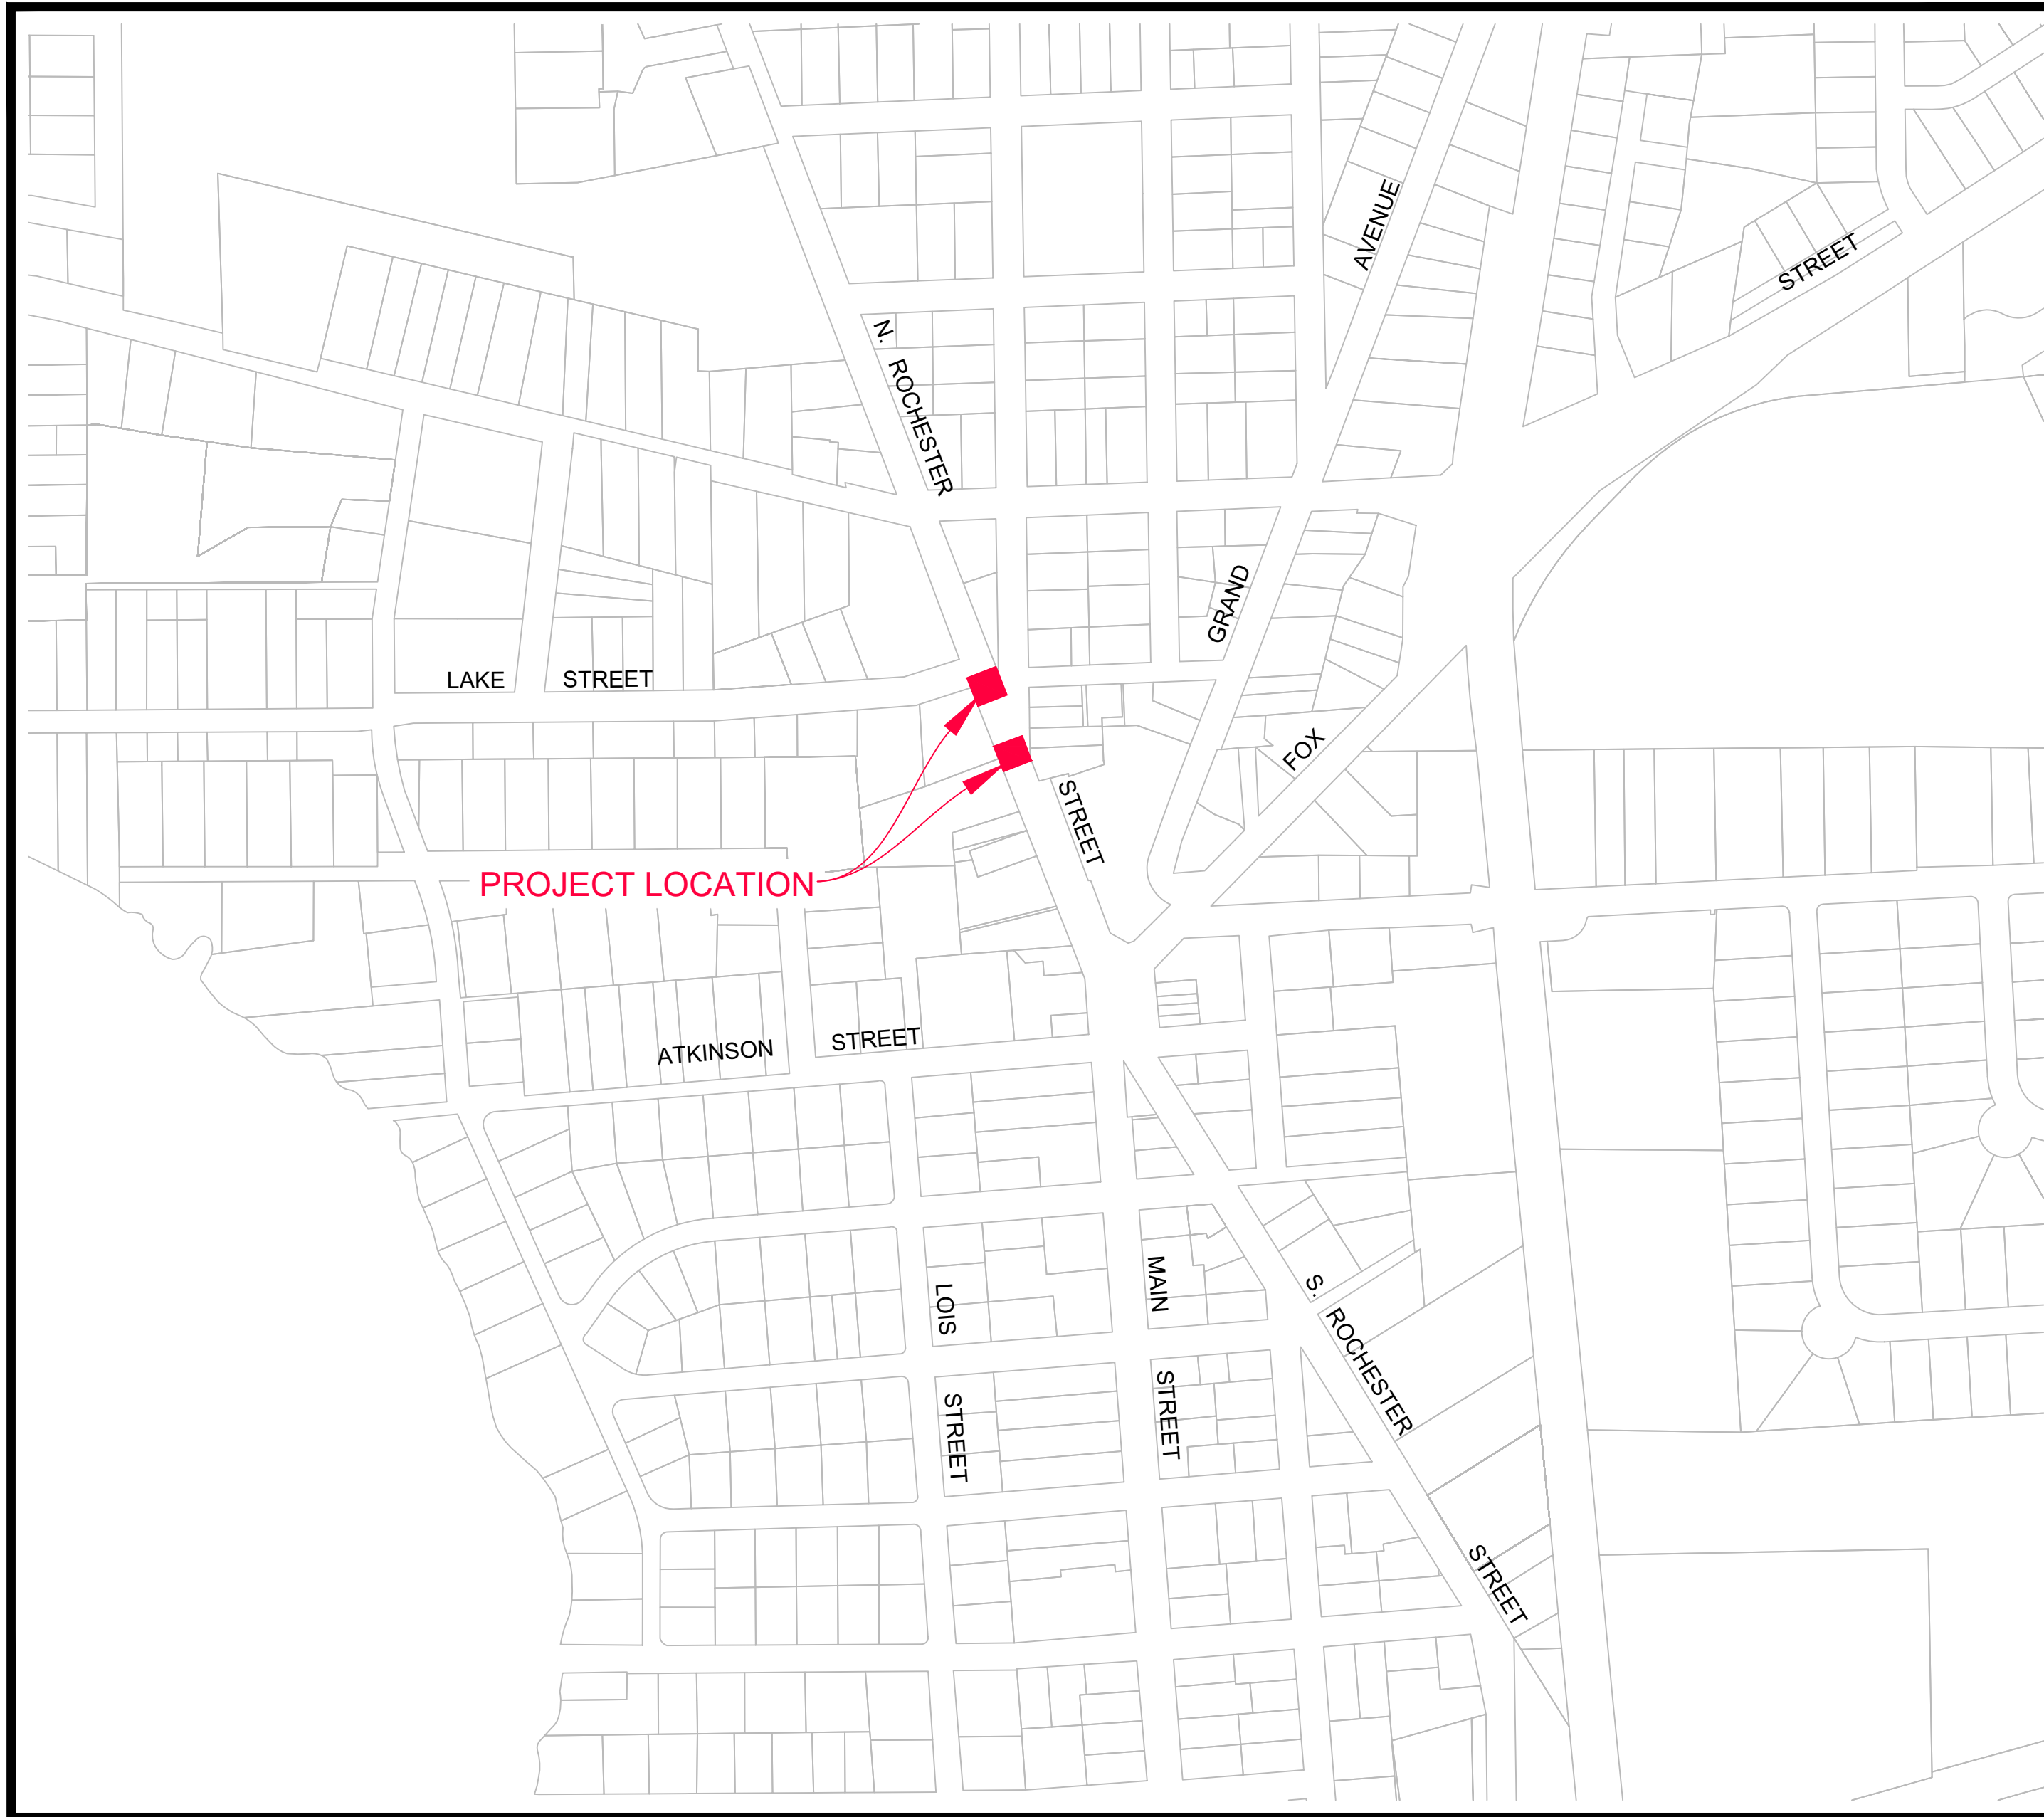 AVENUE
STREET
N. ROCHESTER
GRAND
LAKE STREET
FOX
STREET
PROJECT LOCATION
ATKINSON STREET
LOIS
MAIN
S. ROCHESTER
STREET
STREET
STREET